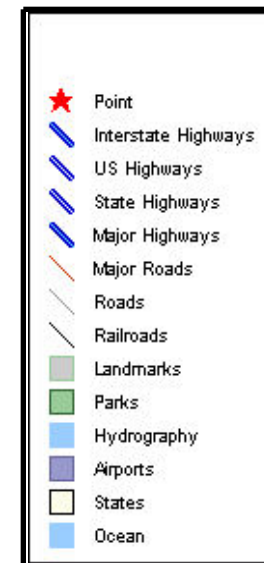 Point
Interstate Highways
US Highways
State Highways
Major Highways
Major Roads
Roads
Railroads
Landmarks
Parks
Hydrography
Airports
States
Ocean